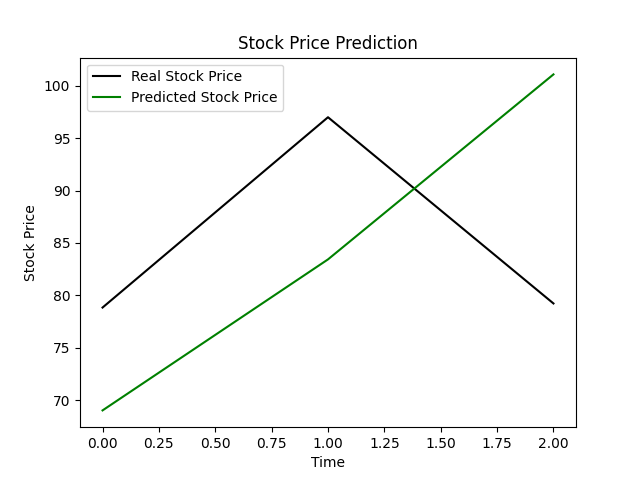 Stock Price Prediction
Real Stock Price
Predicted Stock Price
Stock Price
100
95
90
85
80
75
70
0.00 0.25 0.50 0.75 1.00 1.25 1.50 1.75 2.00
Time